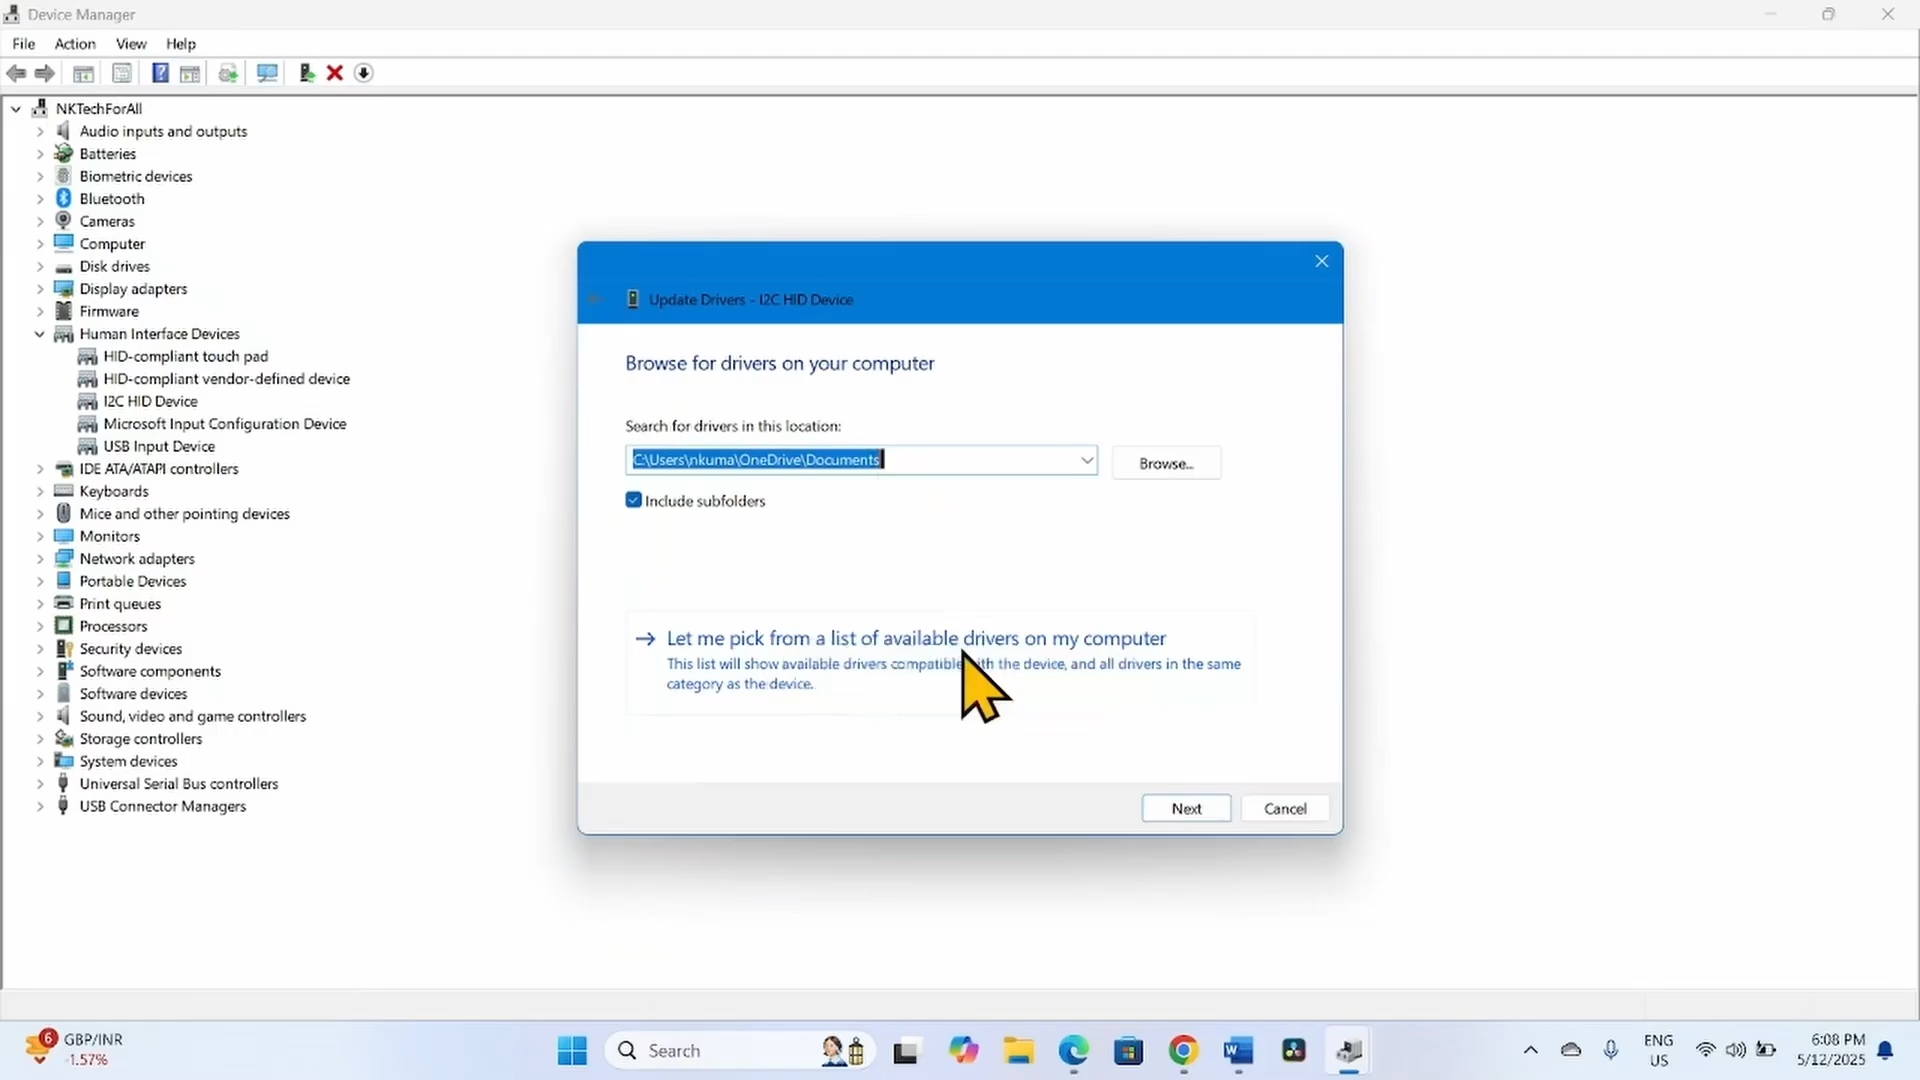 Device Manager
File Action View Help
NKTechForAll
Audio inputs and outputs
Batteries
Biometric devices
Bluetooth
Cameras
Computer
Disk drives
Display adapters
Firmware
Human Interface Devices
HID-compliant touch pad
HID-compliant vendor-defined device
I2C HID Device
Microsoft Input Configuration Device
USB Input Device
IDE ATA/ATAPI controllers
Keyboards
Mice and other pointing devices
Monitors
Network adapters
Portable Devices
Print queues
Processors
Security devices
Software components
Software devices
Sound, video and game controllers
Storage controllers
System devices
Universal Serial Bus controllers
USB Connector Managers
Update Drivers - I2C HID Device
Browse for drivers on your computer
Search for drivers in this location:
C:\Users\nkuma\OneDrive\Documents
Browse...
Include subfolders
Let me pick from a list of available drivers on my computer
This list will show available drivers compatible the device, and all drivers in the same
category as the device.
Next Cancel
6
GBP/INR
-1.57%
Search
ENG
US
6:08 PM
5/12/2025